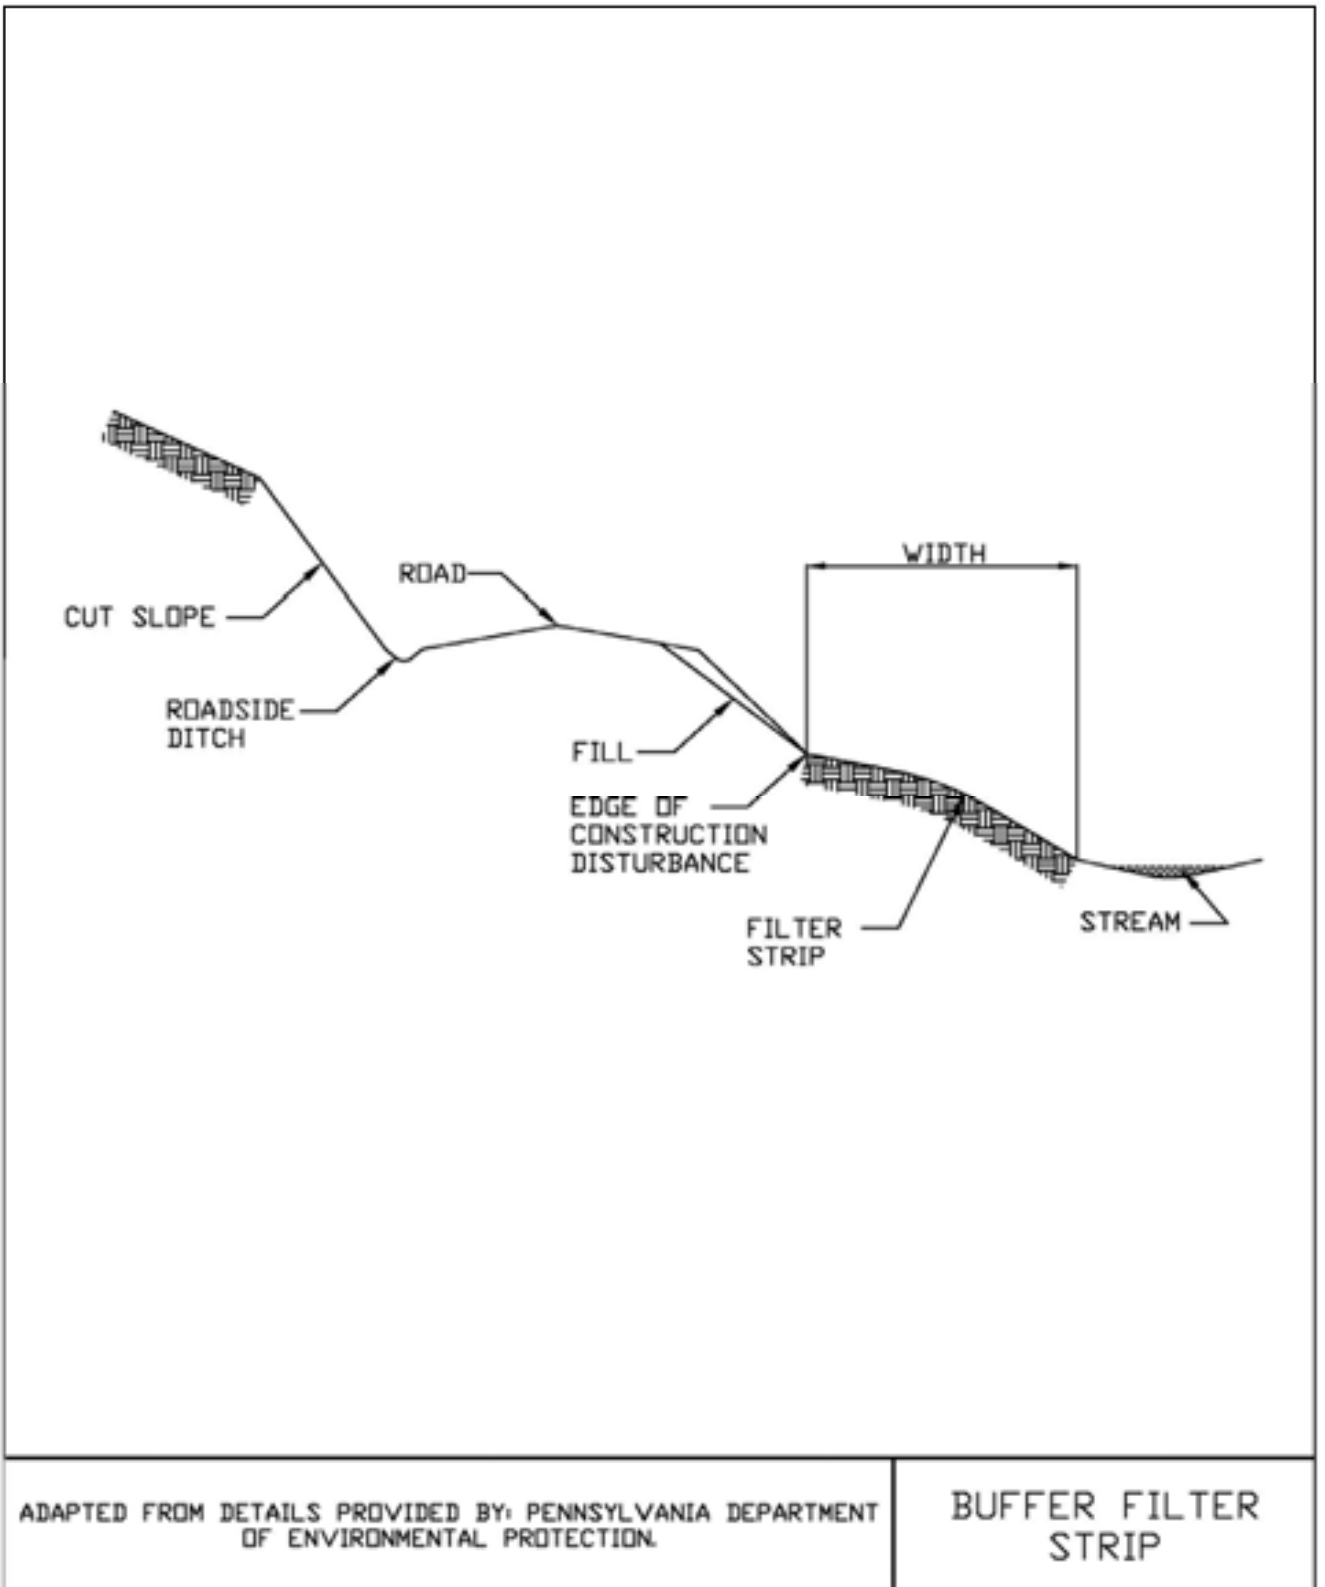 WIDTH
ROAD
CUT SLOPE
ROADSIDE
DITCH
FILL
EDGE OF
CONSTRUCTION
DISTURBANCE
FILTER
STRIP
STREAM
ADAPTED FROM DETAILS PROVIDED BY: PENNSYLVANIA DEPARTMENT
OF ENVIRONMENTAL PROTECTION.
BUFFER FILTER
STRIP